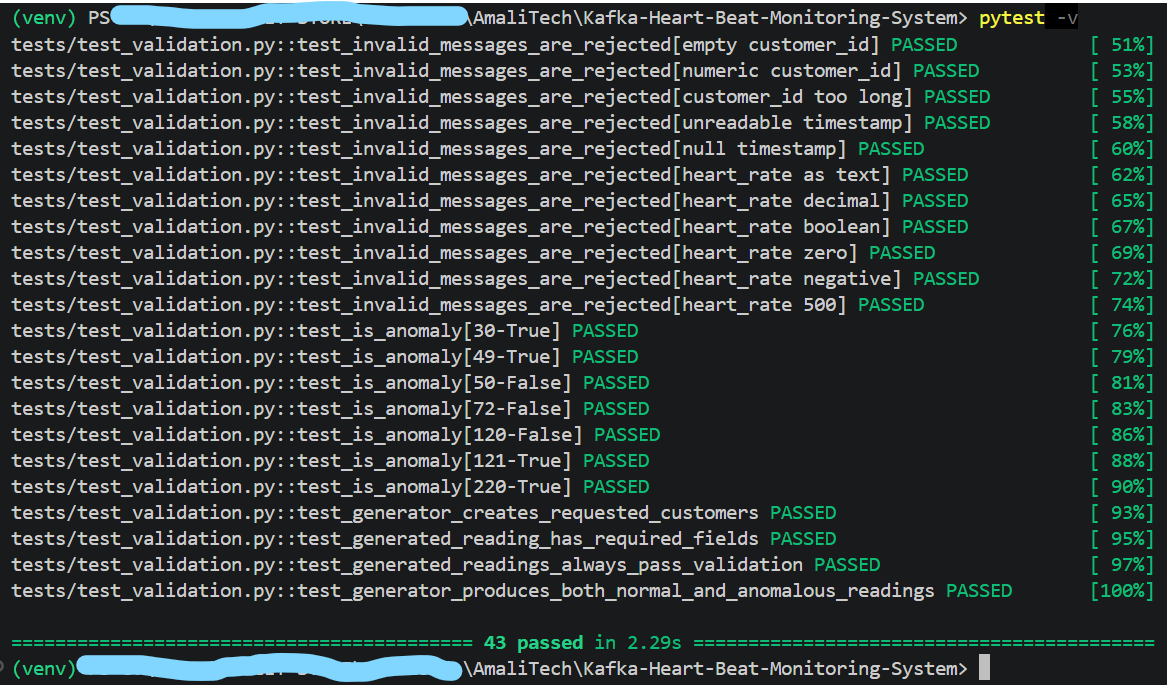 (venv) PS \AmaliTech\Kafka-Heart-Beat-Monitoring-System> pytest -v
tests/test_validation.py::test_invalid_messages_are_rejected[empty customer_id] PASSED [ 51%]
tests/test_validation.py::test_invalid_messages_are_rejected[numeric customer_id] PASSED [ 53%]
tests/test_validation.py::test_invalid_messages_are_rejected[customer_id too long] PASSED [ 55%]
tests/test_validation.py::test_invalid_messages_are_rejected[unreadable timestamp] PASSED [ 58%]
tests/test_validation.py::test_invalid_messages_are_rejected[null timestamp] PASSED [ 60%]
tests/test_validation.py::test_invalid_messages_are_rejected[heart_rate as text] PASSED [ 62%]
tests/test_validation.py::test_invalid_messages_are_rejected[heart_rate decimal] PASSED [ 65%]
tests/test_validation.py::test_invalid_messages_are_rejected[heart_rate boolean] PASSED [ 67%]
tests/test_validation.py::test_invalid_messages_are_rejected[heart_rate zero] PASSED [ 69%]
tests/test_validation.py::test_invalid_messages_are_rejected[heart_rate negative] PASSED [ 72%]
tests/test_validation.py::test_invalid_messages_are_rejected[heart_rate 500] PASSED [ 74%]
tests/test_validation.py::test_is_anomaly[30-True] PASSED [ 76%]
tests/test_validation.py::test_is_anomaly[49-True] PASSED [ 79%]
tests/test_validation.py::test_is_anomaly[50-False] PASSED [ 81%]
tests/test_validation.py::test_is_anomaly[72-False] PASSED [ 83%]
tests/test_validation.py::test_is_anomaly[120-False] PASSED [ 86%]
tests/test_validation.py::test_is_anomaly[121-True] PASSED [ 88%]
tests/test_validation.py::test_is_anomaly[220-True] PASSED [ 90%]
tests/test_validation.py::test_generator_creates_requested_customers PASSED [ 93%]
tests/test_validation.py::test_generated_reading_has_required_fields PASSED [ 95%]
tests/test_validation.py::test_generated_readings_always_pass_validation PASSED [ 97%]
tests/test_validation.py::test_generator_produces_both_normal_and_anomalous_readings PASSED [100%]
========================================== 43 passed in 2.29s ==========================================
(venv) \AmaliTech\Kafka-Heart-Beat-Monitoring-System>